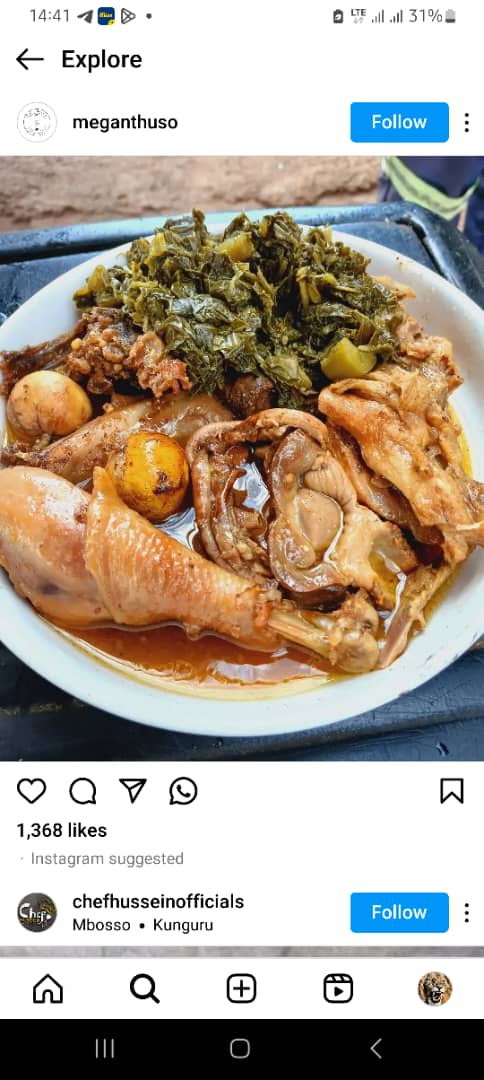 14:41
LTE
31%
Explore
meganthuso
Follow
1,368 likes
· Instagram suggested
chefhusseinofficials
Mbosso • Kunguru
Follow